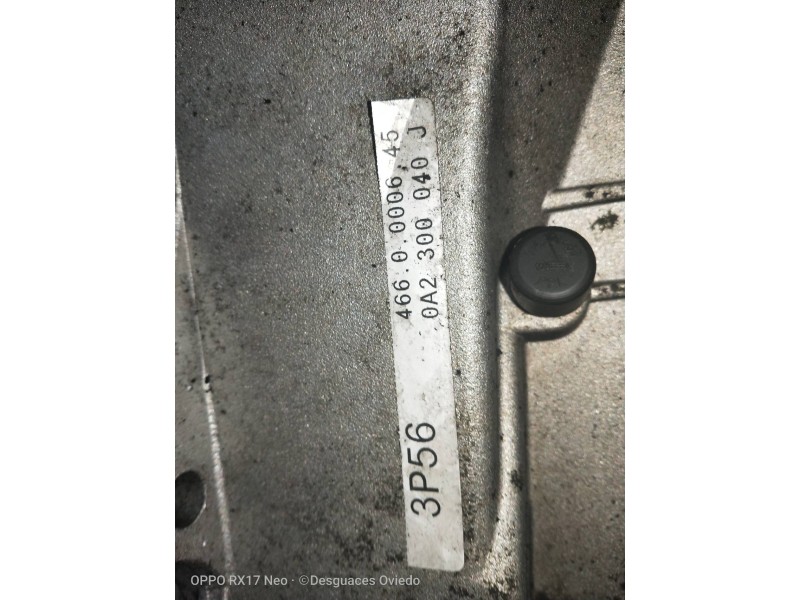 3P56
466.0.0006.45
0A2 300 040 J
OPPO RX17 Neo · ©Desguaces Oviedo